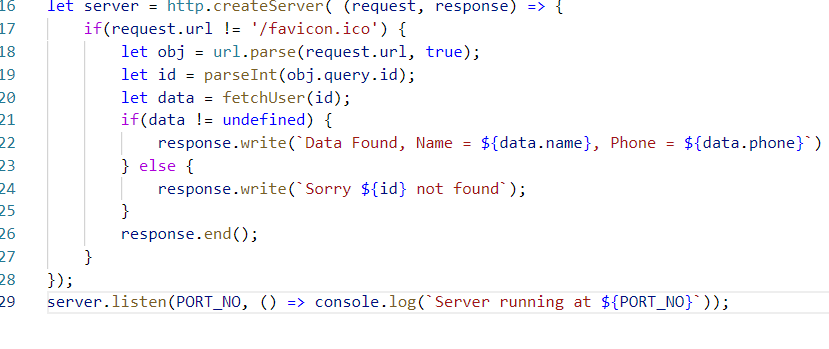 16 let server = http.createServer( (request, response) => {
17 if(request.url != '/favicon.ico') {
18 let obj = url.parse(request.url, true);
19 let id = parseInt(obj.query.id);
20 let data = fetchUser(id);
21 if(data != undefined) {
22 response.write(`Data Found, Name = ${data.name}, Phone = ${data.phone}`)
23 } else {
24 response.write(`Sorry ${id} not found`);
25 }
26 response.end();
27 }
28 });
29 server.listen(PORT_NO, () => console.log(`Server running at ${PORT_NO}`));